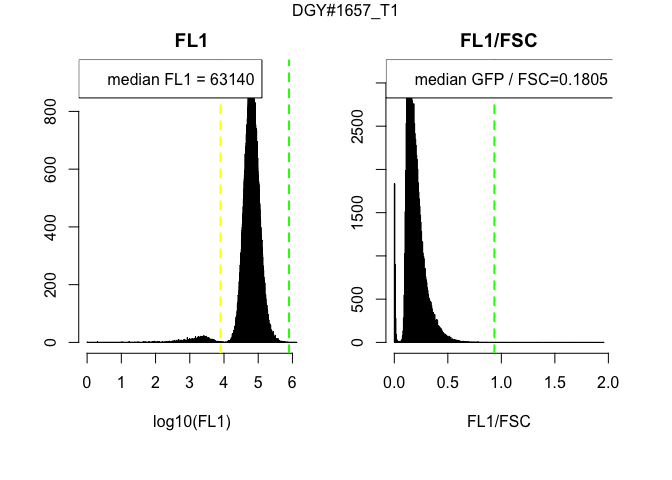 DGY#1657_T1
FL1
median FL1 = 63140
0 200 400 600 800
0 1 2 3 4 5 6
log10(FL1)
FL1/FSC
median GFP / FSC=0.1805
0 500 1500 2500
0.0 0.5 1.0 1.5 2.0
FL1/FSC